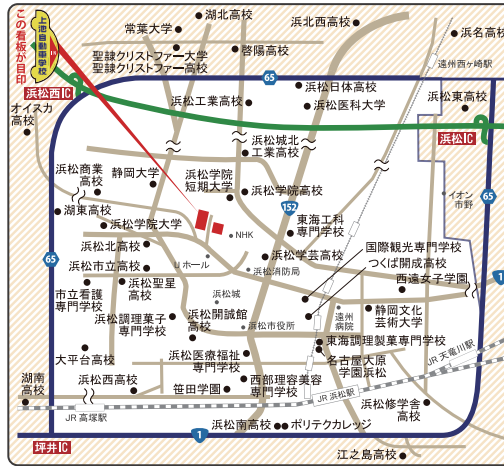 この看板が目印
上池自動車学校
湖北高校
常葉大学
浜北西高校
浜名高校
啓陽高校
聖隷クリストファー大学
聖隷クリストファー高校
遠州西ヶ崎駅
65
浜松西IC
浜松日体高校
浜松工業高校
浜松医科大学
浜松東高校
オイスカ
高校
浜松IC
浜松城北
工業高校
浜松商業
高校
静岡大学
浜松学院
短期大学
浜松学院高校
イオン
市野
65
湖東高校
152
浜松学院大学
東海工科
専門学校
NHK
浜松北高校
国際観光専門学校
Uホール
浜松学芸高校
つくば開成高校
65
浜松市立高校
浜松消防局
西遠女子学園
1
市立看護
専門学校
浜松聖星
高校
浜松城
遠州
病院
静岡文化
芸術大学
浜松調理菓子
専門学校
浜松開誠館
高校
浜松市役所
東海調理製菓専門学校
大平台高校
浜松医療福祉
専門学校
名古屋大原
学園浜松
JR 天竜川駅
湖南
高校
浜松西高校
笹田学園
西部理容美容
専門学校
JR 浜松駅
浜松修学舎
高校
JR 高塚駅
浜松南高校
ポリテクカレッジ
1
坪井IC
江之島高校